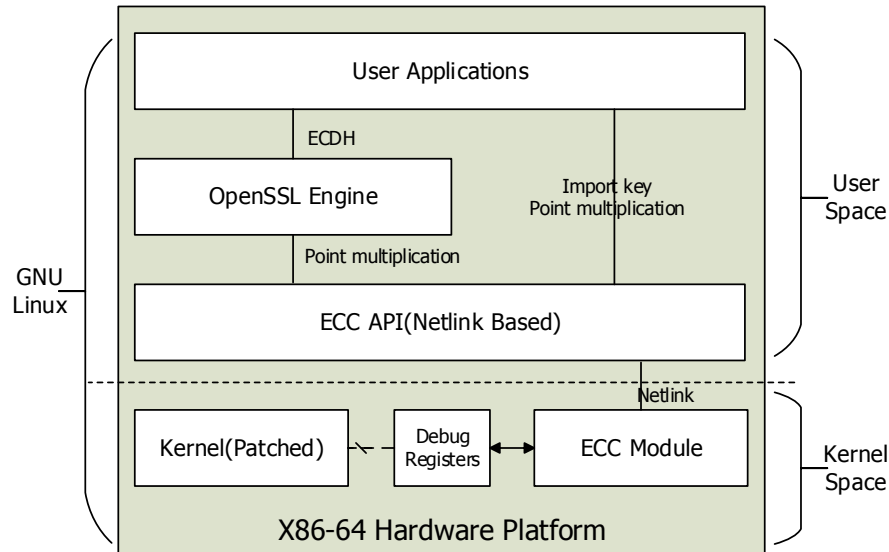 User Applications
ECDH
OpenSSL Engine
Import key
Point multiplication
User
Space
Point multiplication
GNU
Linux
ECC API(Netlink Based)
Netlink
Kernel(Patched)
Debug
Registers
ECC Module
Kernel
Space
X86-64 Hardware Platform